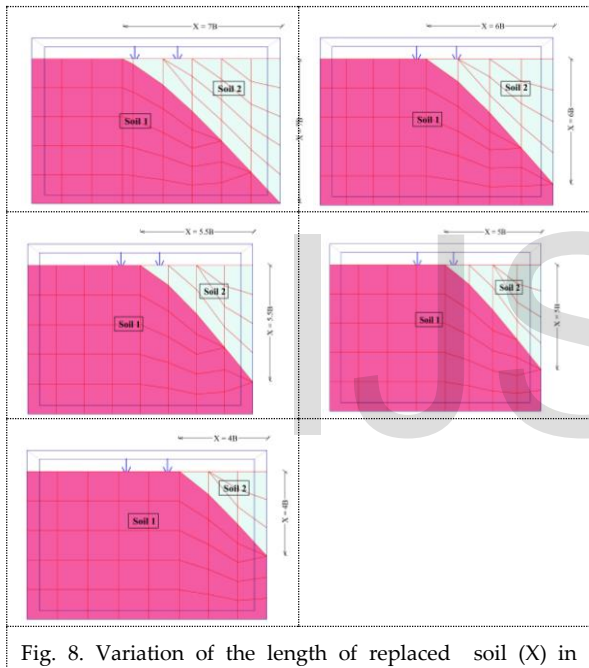 X = 7B
Soil 2
Soil 1
X = 7B
X = 6B
Soil 2
Soil 1
X = 6B
X = 5.5B
Soil 2
Soil 1
X = 5.5B
X = 5B
Soil 2
Soil 1
X = 5B
X = 4B
Soil 2
Soil 1
X = 4B
IJS
Fig. 8. Variation of the length of replaced soil (X) in